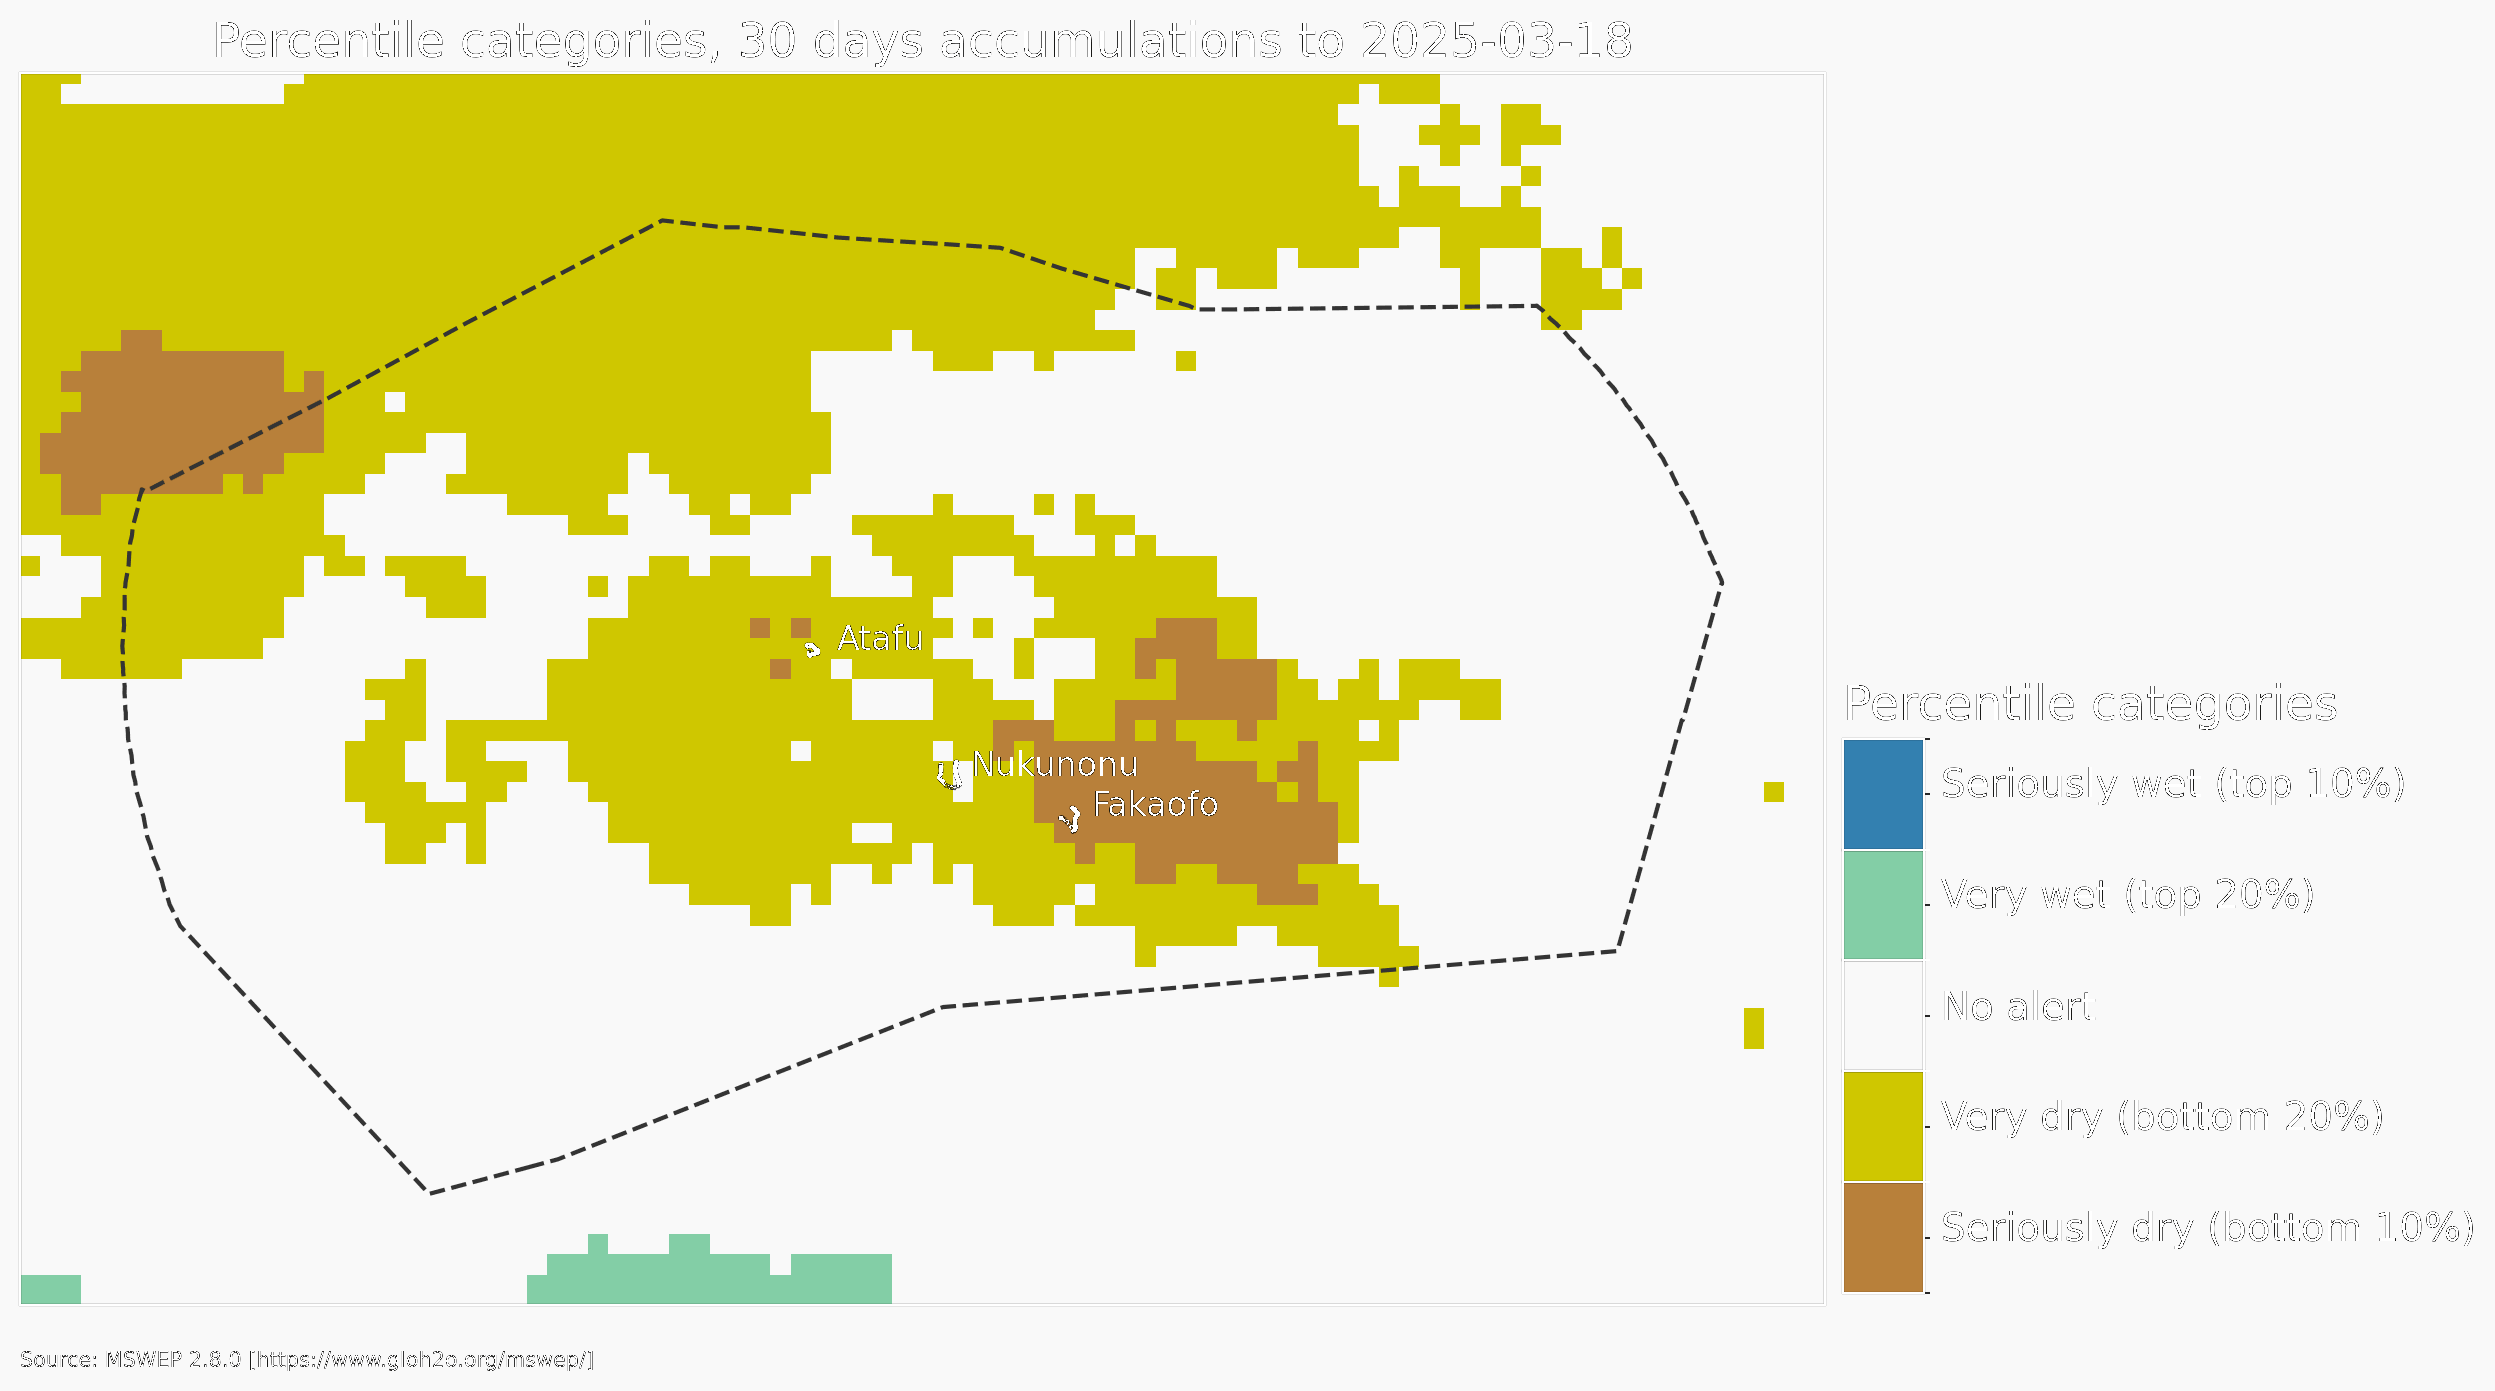 Percentile categories, 30 days accumulations to 2025-03-18
Atafu
Nukunonu
Fakaofo
Percentile categories
Seriously wet (top 10%)
Very wet (top 20%)
No alert
Very dry (bottom 20%)
Seriously dry (bottom 10%)
Source: MSWEP 2.8.0 [https://www.gloh2o.org/mswep/]